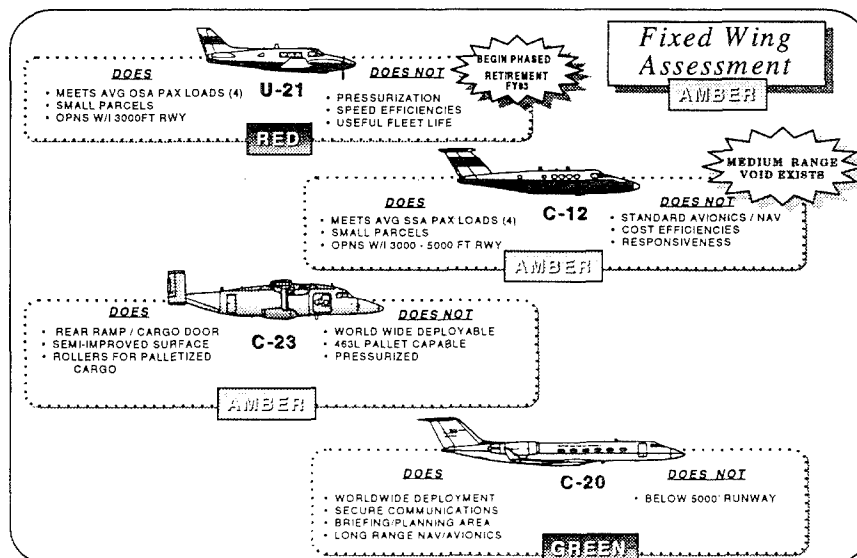 Fixed Wing
Assessment
AMBER
BEGIN PHASED
RETIREMENT
FY93
U-21
DOES
• MEETS AVG OSA PAX LOADS (4)
• SMALL PARCELS
• OPNS W/I 3000FT RWY
DOES NOT
• PRESSURIZATION
• SPEED EFFICIENCIES
• USEFUL FLEET LIFE
RED
MEDIUM RANGE
VOID EXISTS
C-12
DOES
• MEETS AVG SSA PAX LOADS (4)
• SMALL PARCELS
• OPNS W/I 3000 - 5000 FT RWY
DOES NOT
• STANDARD AVIONICS / NAV
• COST EFFICIENCIES
• RESPONSIVENESS
AMBER
C-23
DOES
• REAR RAMP / CARGO DOOR
• SEMI-IMPROVED SURFACE
• ROLLERS FOR PALLETIZED
CARGO
DOES NOT
• WORLD WIDE DEPLOYABLE
• 463L PALLET CAPABLE
• PRESSURIZED
AMBER
C-20
DOES
• WORLDWIDE DEPLOYMENT
• SECURE COMMUNICATIONS
• BRIEFING/PLANNING AREA
• LONG RANGE NAV/AVIONICS
DOES NOT
• BELOW 5000' RUNWAY
GREEN